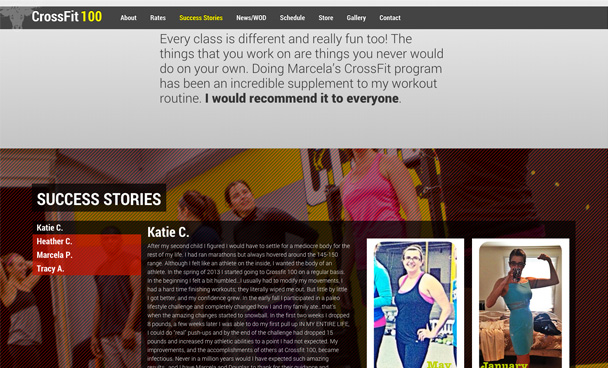 CrossFit 100
About Rates Success Stories News/WOD Schedule Store Gallery Contact
Every class is different and really fun too! The
things that you work on are things you never would
do on your own. Doing Marcela's CrossFit program
has been an incredible supplement to my workout
routine. I would recommend it to everyone.
SUCCESS STORIES
Katie C.
Heather C.
Marcela P.
Tracy A.
Katie C.
After my second child I figured I would have to settle for a mediocre body for the
rest of my life. I had ran marathons but always hovered around the 145-150
range. Although I felt like an athlete on the inside, I wanted the body of an
athlete. In the spring of 2013 I started going to Crossfit 100 on a regular basis.
In the beginning I felt a bit humbled...I usually had to modify my movements. I
had a hard time finishing workouts; they literally wiped me out. But little by little
I got better, and my confidence grew. In the early fall I participated in a paleo
lifestyle challenge and completely changed how I and my family ate...that's
when the amazing changes started to snowball. In the first two weeks I dropped
8 pounds, a few weeks later I was able to do my first pull up IN MY ENTIRE LIFE,
I could do "real" push-ups and by the end of the challenge had dropped 15
pounds and increased my athletic abilities to a point I had not expected. My
improvements, and the accomplishments of others at Crossfit 100, became
infectious. Never in a million years would I have expected such amazing
results, and I have Marcela and Douglas to thank for their guidance and
May
January